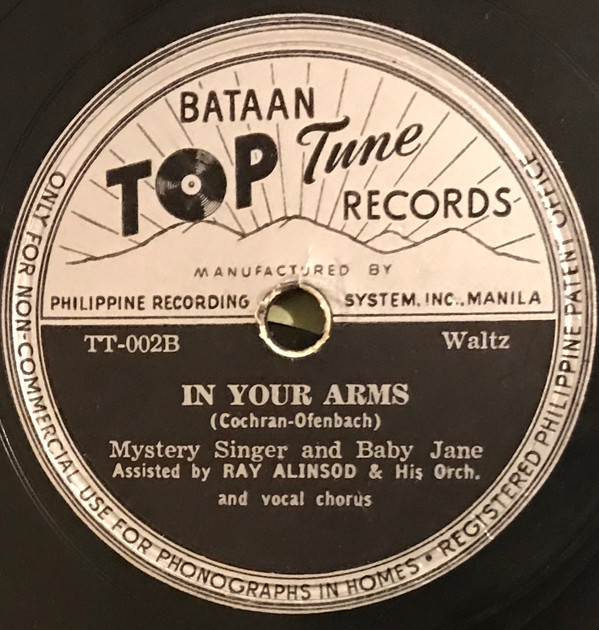 BATAAN
TOP Tune
RECORDS
MANUFACTURED BY
PHILIPPINE RECORDING SYSTEM, INC., MANILA
TT-002B Waltz
IN YOUR ARMS
(Cochran-Ofenbach)
Mystery Singer and Baby Jane
Assisted by RAY ALINSOD & His Orch.
and vocal chorus
ONLY FOR NON-COMMERCIAL USE FOR PHONOGRAPHS IN HOMES • REGISTERED PHILIPPINE PATENT OFFICE